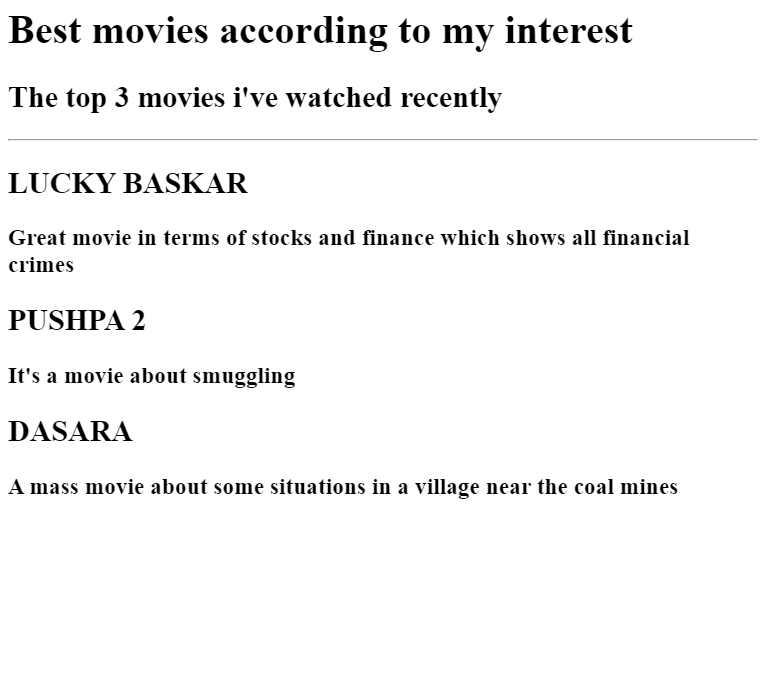 Best movies according to my interest
The top 3 movies i've watched recently
LUCKY BASKAR
Great movie in terms of stocks and finance which shows all financial
crimes
PUSHPA 2
It's a movie about smuggling
DASARA
A mass movie about some situations in a village near the coal mines